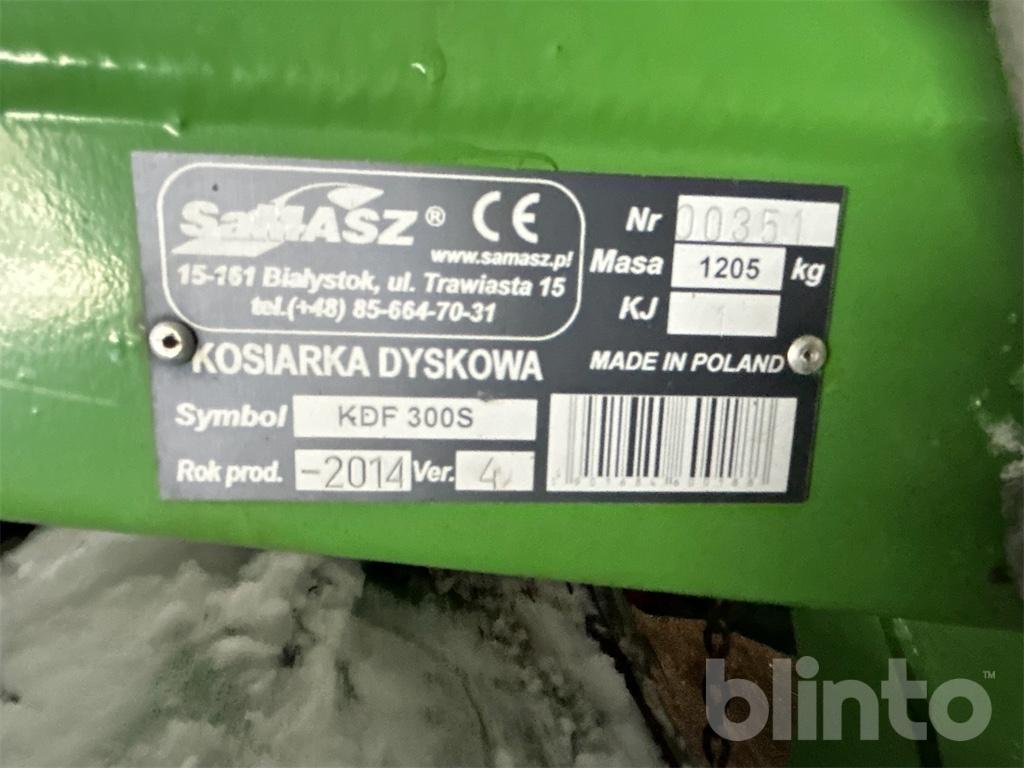 SaMASZ® CE
www.samasz.pl
15-161 Białystok, ul. Trawiasta 15
tel.(+48) 85-664-70-31
Nr 00351
Masa 1205 kg
KJ 1
KOSIARKA DYSKOWA MADE IN POLAND
Symbol KDF 300S
Rok prod. -2014 Ver. 4
blinto™